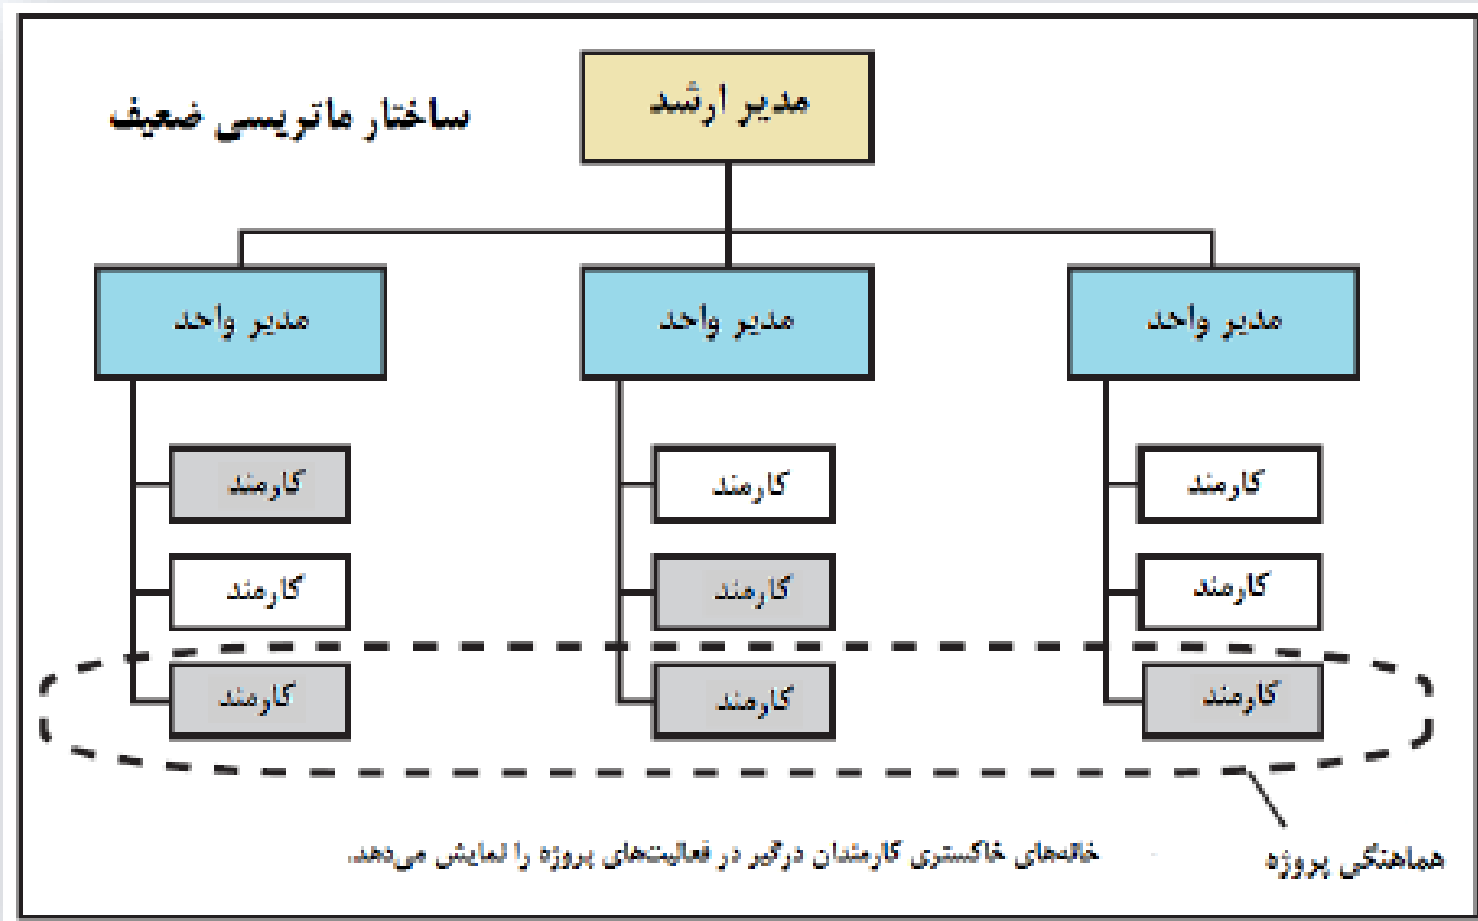 ساختار ماتریسی ضعیف
مدیر ارشد
مدیر واحد
مدیر واحد
مدیر واحد
کارمند
کارمند
کارمند
کارمند
کارمند
کارمند
کارمند
کارمند
کارمند
هماهنگی پروژه
خانه‌های خاکستری کارمندان درگیر در فعالیت‌های پروژه را نمایش می‌دهد.